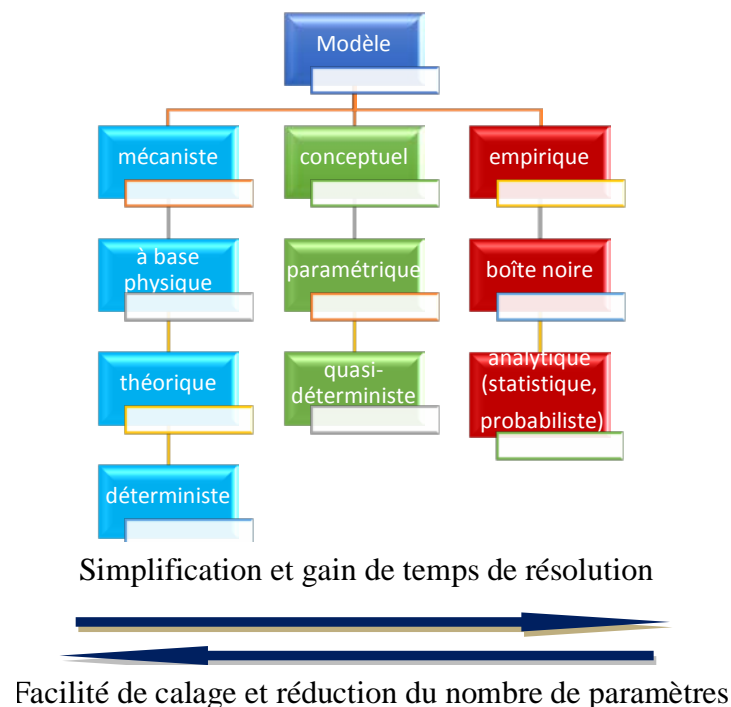 Modèle
mécaniste
conceptuel
empirique
à base
physique
paramétrique
boîte noire
théorique
quasi-
déterministe
analytique
(statistique,
probabiliste)
déterministe
Simplification et gain de temps de résolution
Facilité de calage et réduction du nombre de paramètres